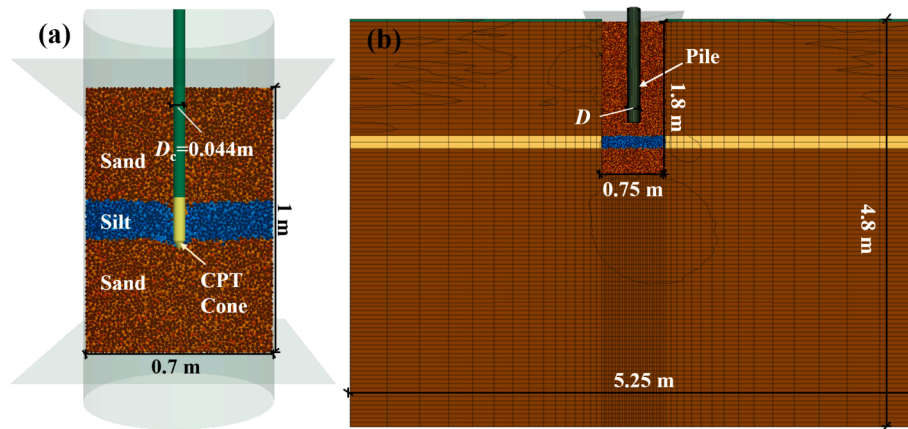 (a)
D꜀=0.044m
Sand
Silt
1 m
CPT
Cone
Sand
0.7 m
(b)
Pile
D
1.8 m
0.75 m
4.8 m
5.25 m